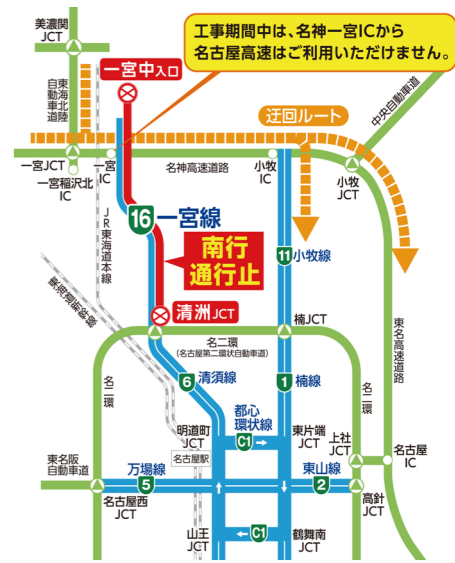 美濃関
JCT
工事期間中は、名神一宮ICから
名古屋高速はご利用いただけません。
一宮中入口
東海北陸
自動車道
迂回ルート
中央自動車道
一宮JCT
一宮
IC
名神高速道路
小牧
IC
小牧
JCT
一宮稲沢北
IC
JR東海道本線
16 一宮線
11 小牧線
南行
通行止
東海道新幹線
清洲JCT
楠JCT
名二環
(名古屋第二環状自動車道)
東名高速道路
名二環
6 清須線
1 楠線
名二環
都心
環状線
明道町
JCT
C1
東片端
JCT
上社
JCT
名古屋
IC
名古屋駅
東名阪
自動車道
万場線
5
東山線
2
名古屋西
JCT
高針
JCT
山王
JCT
C1
鶴舞南
JCT